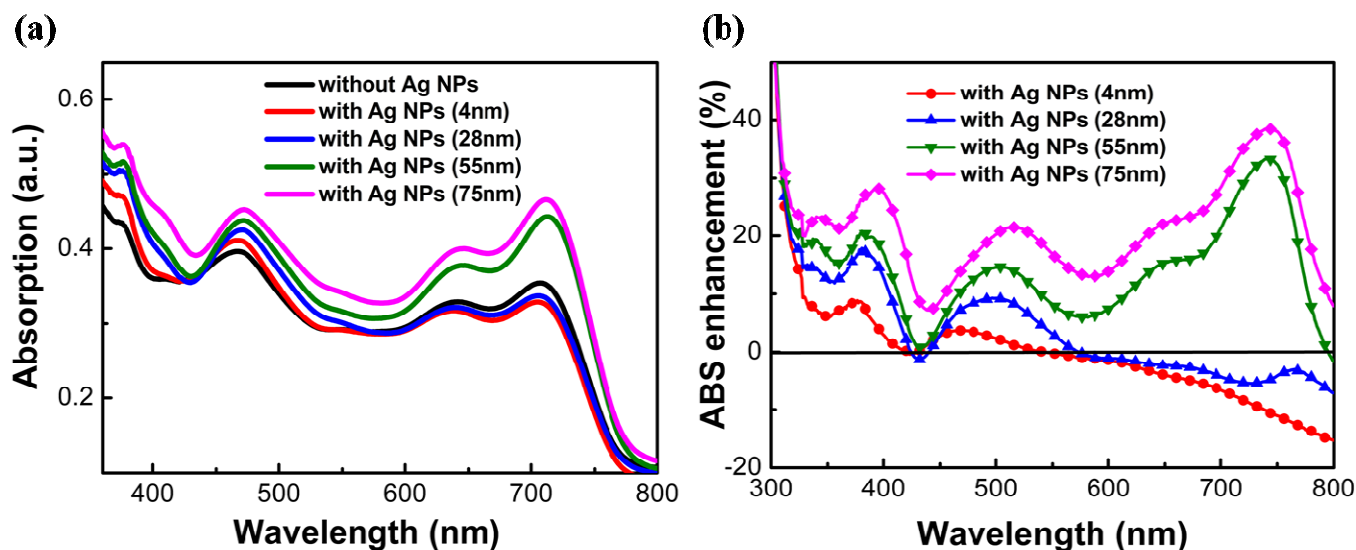 (a)
Absorption (a.u.)
0.6
0.4
0.2
without Ag NPs
with Ag NPs (4nm)
with Ag NPs (28nm)
with Ag NPs (55nm)
with Ag NPs (75nm)
400 500 600 700 800
Wavelength (nm)
(b)
ABS enhancement (%)
40
20
0
-20
with Ag NPs (4nm)
with Ag NPs (28nm)
with Ag NPs (55nm)
with Ag NPs (75nm)
300 400 500 600 700 800
Wavelength (nm)